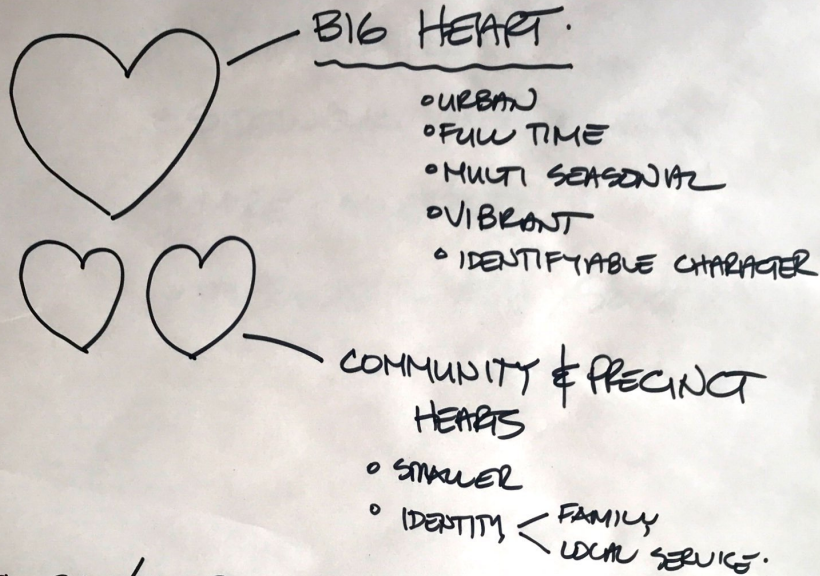 BIG HEART.
• URBAN
• FULL TIME
• MULTI SEASONAL
• VIBRANT
• IDENTIFYABLE CHARACTER
COMMUNITY & PRECINCT
HEARTS
• SMALLER
• IDENTITY < FAMILY
LOCAL SERVICE.